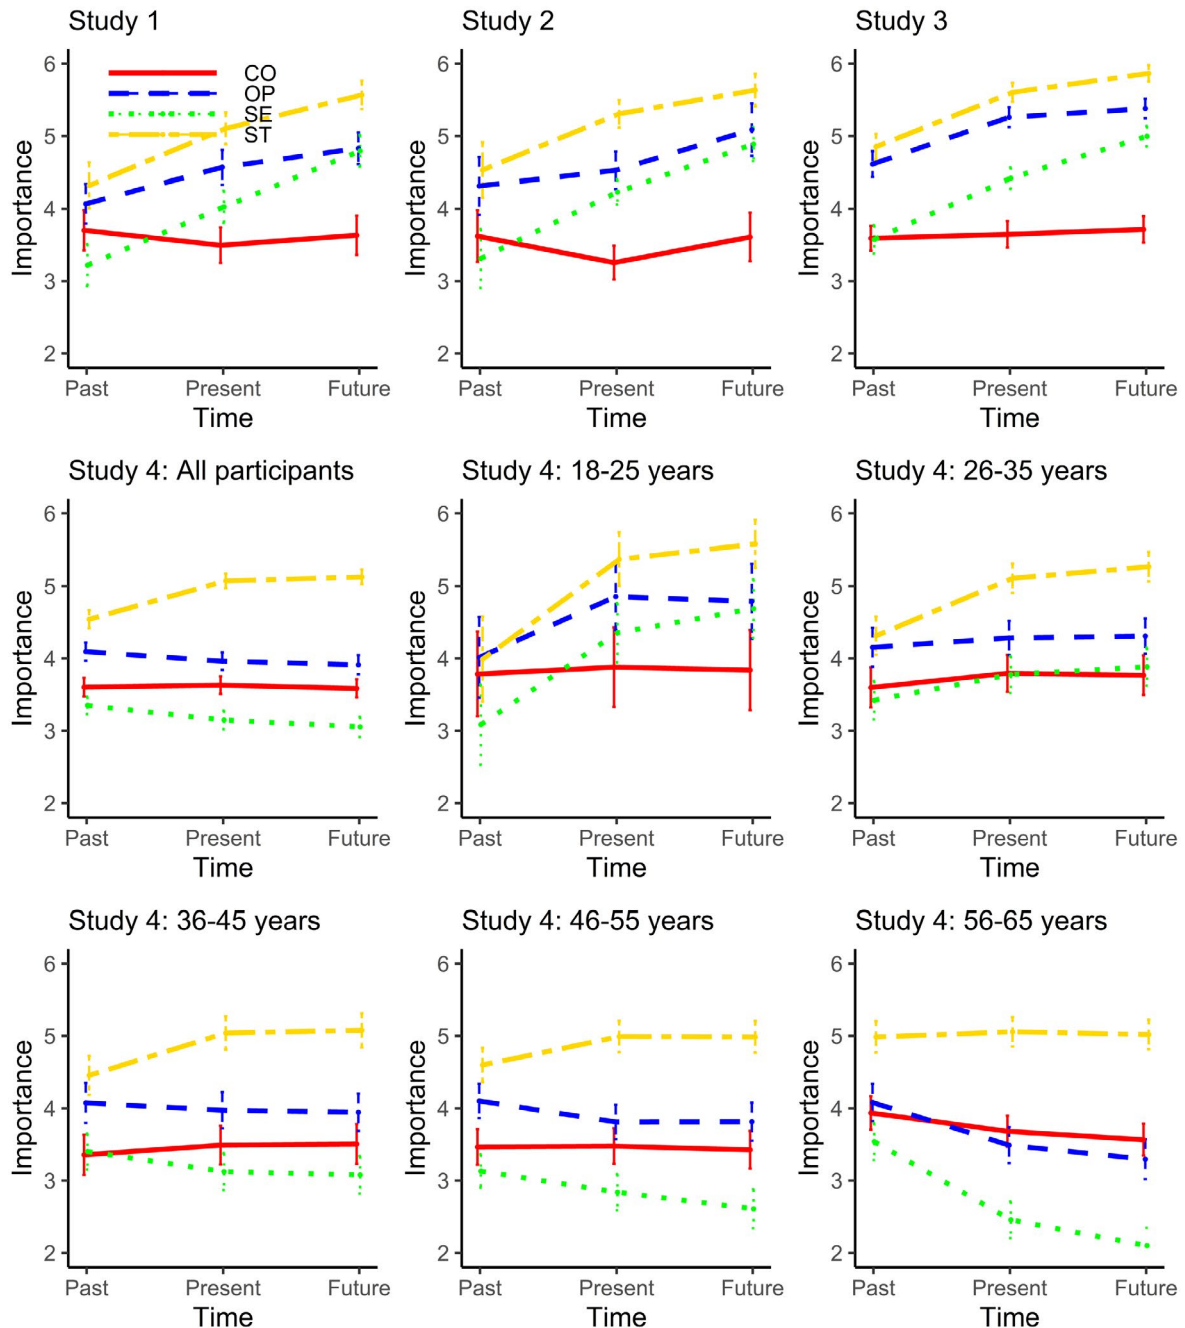 Study 1
6
5
4
3
2
Importance
CO
OP
SE
ST
Past Present Future
Time
Study 2
6
5
4
3
2
Importance
Past Present Future
Time
Study 3
6
5
4
3
2
Importance
Past Present Future
Time
Study 4: All participants
6
5
4
3
2
Importance
Past Present Future
Time
Study 4: 18-25 years
6
5
4
3
2
Importance
Past Present Future
Time
Study 4: 26-35 years
6
5
4
3
2
Importance
Past Present Future
Time
Study 4: 36-45 years
6
5
4
3
2
Importance
Past Present Future
Time
Study 4: 46-55 years
6
5
4
3
2
Importance
Past Present Future
Time
Study 4: 56-65 years
6
5
4
3
2
Importance
Past Present Future
Time